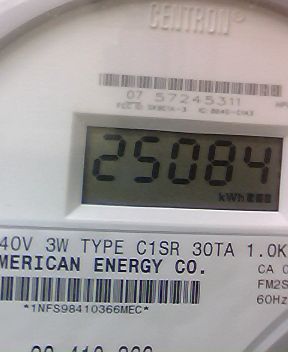 CENTRON®
07 57245311
25084
kWh
40V 3W TYPE C1SR 30TA 1.0K
MERICAN ENERGY CO.
CA 0
FM2S
60Hz
*1NFS98410366MEC*